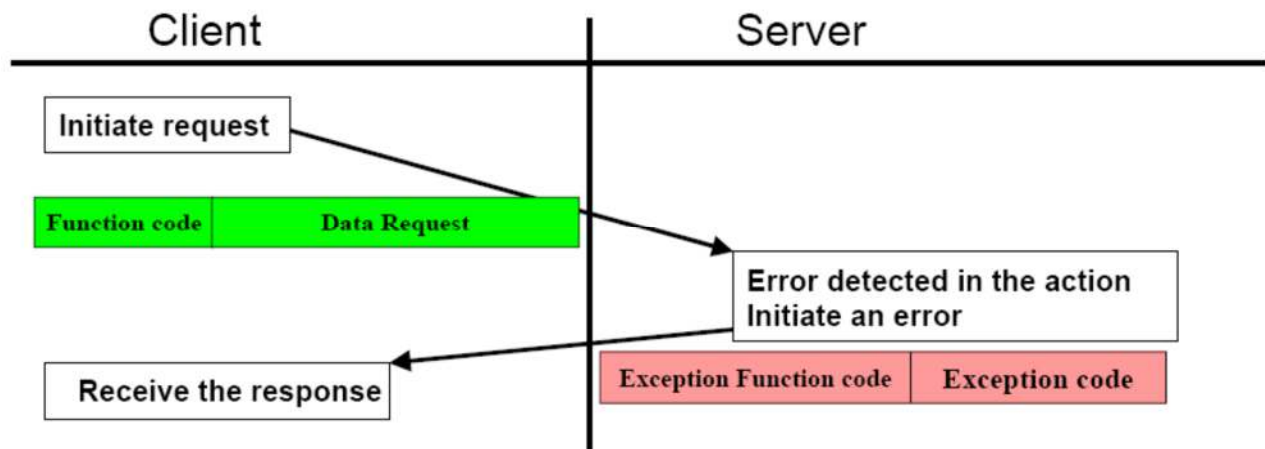 Client
Server
Initiate request
Function code
Data Request
Error detected in the action
Initiate an error
Exception Function code
Exception code
Receive the response